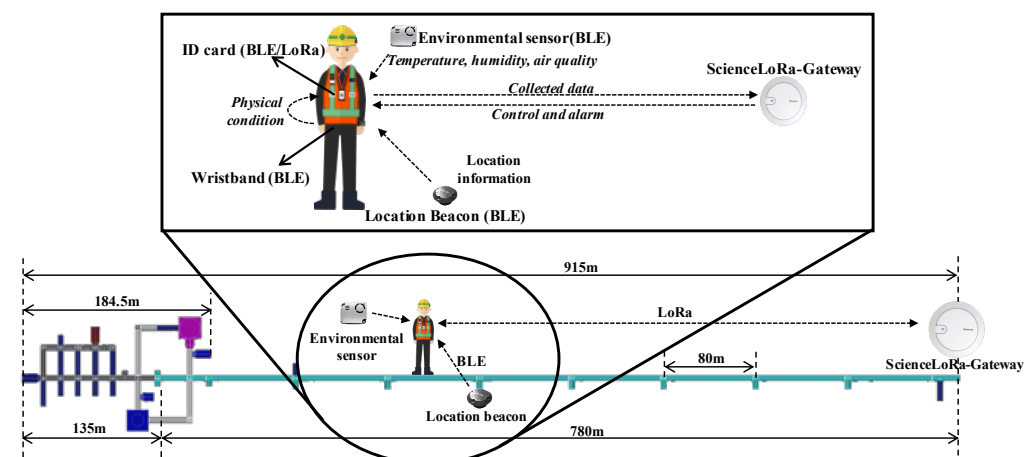 ID card (BLE/LoRa)
Environmental sensor(BLE)
Temperature, humidity, air quality
ScienceLoRa-Gateway
Collected data
Physical
condition
Control and alarm
Location
information
Wristband (BLE)
Location Beacon (BLE)
915m
184.5m
LoRa
Environmental
sensor
BLE
80m
ScienceLoRa-Gateway
Location beacon
135m
780m